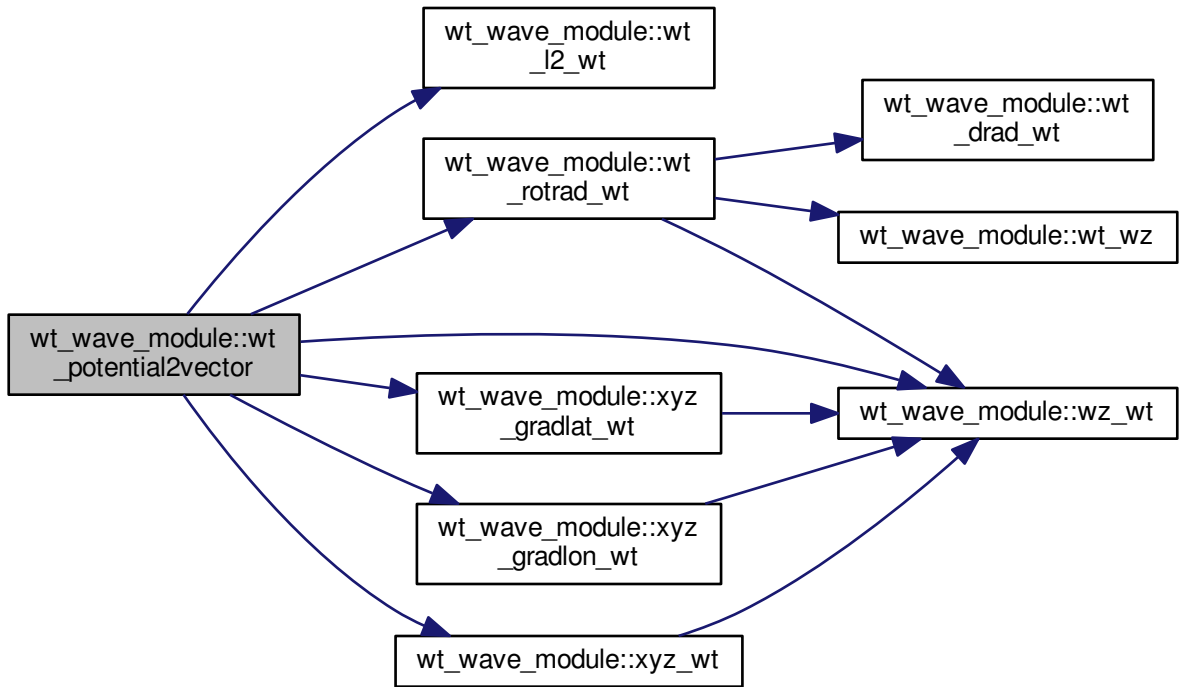 wt_wave_module::wt
_l2_wt
wt_wave_module::wt
_drad_wt
wt_wave_module::wt
_rotrad_wt
wt_wave_module::wt_wz
wt_wave_module::wt
_potential2vector
wt_wave_module::xyz
_gradlat_wt
wt_wave_module::wz_wt
wt_wave_module::xyz
_gradlon_wt
wt_wave_module::xyz_wt